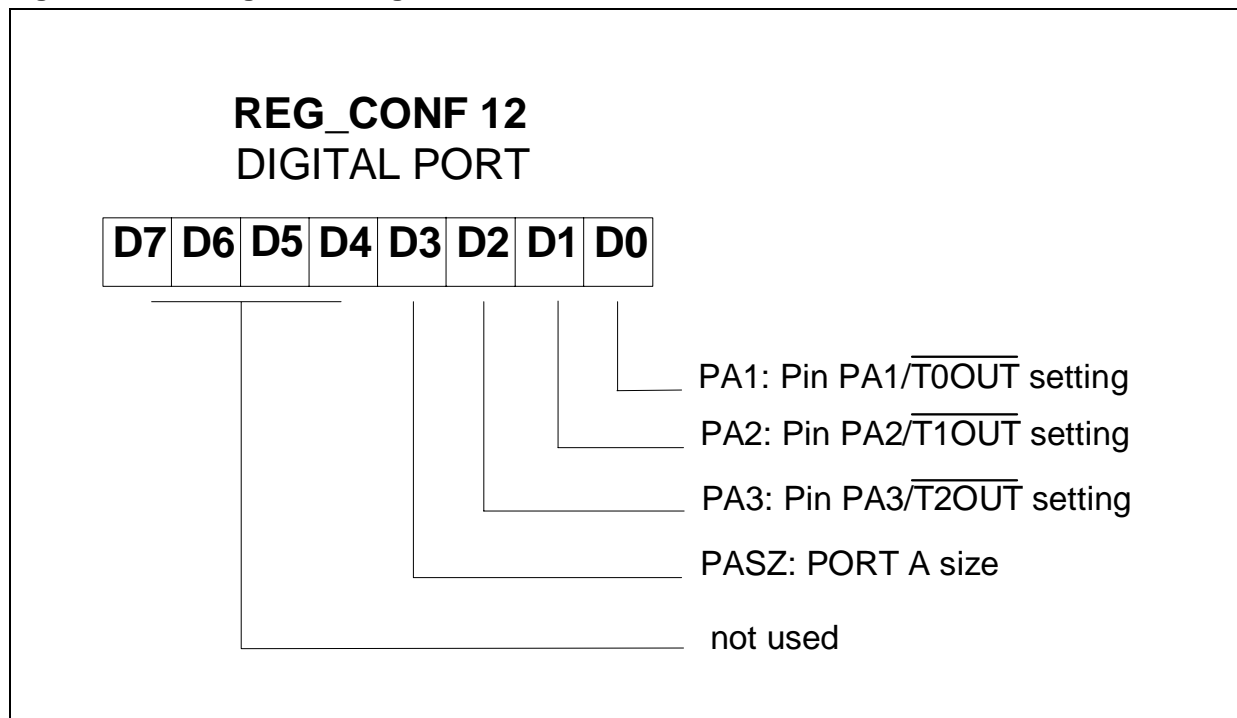 REG_CONF 12
DIGITAL PORT
D7 D6 D5 D4 D3 D2 D1 D0
PA1: Pin PA1/T0OUT setting
PA2: Pin PA2/T1OUT setting
PA3: Pin PA3/T2OUT setting
PASZ: PORT A size
not used